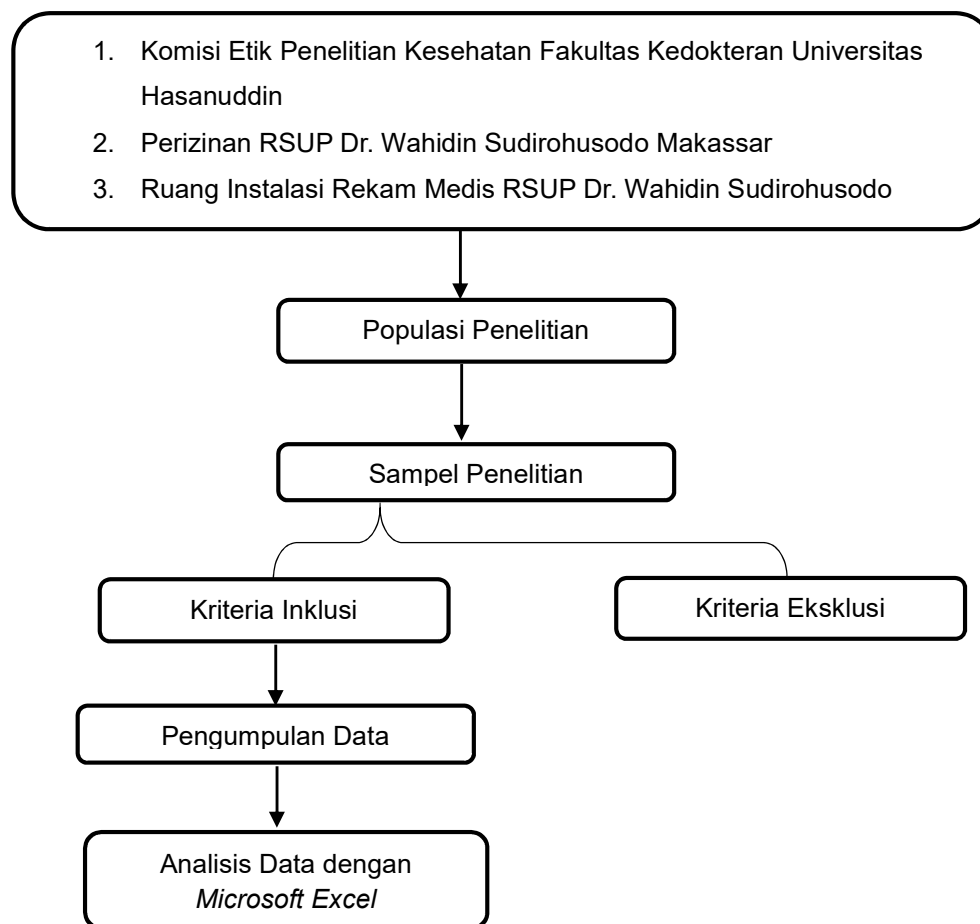 1. Komisi Etik Penelitian Kesehatan Fakultas Kedokteran Universitas
Hasanuddin
2. Perizinan RSUP Dr. Wahidin Sudirohusodo Makassar
3. Ruang Instalasi Rekam Medis RSUP Dr. Wahidin Sudirohusodo
Populasi Penelitian
Sampel Penelitian
Kriteria Inklusi
Kriteria Eksklusi
Pengumpulan Data
Analisis Data dengan
Microsoft Excel